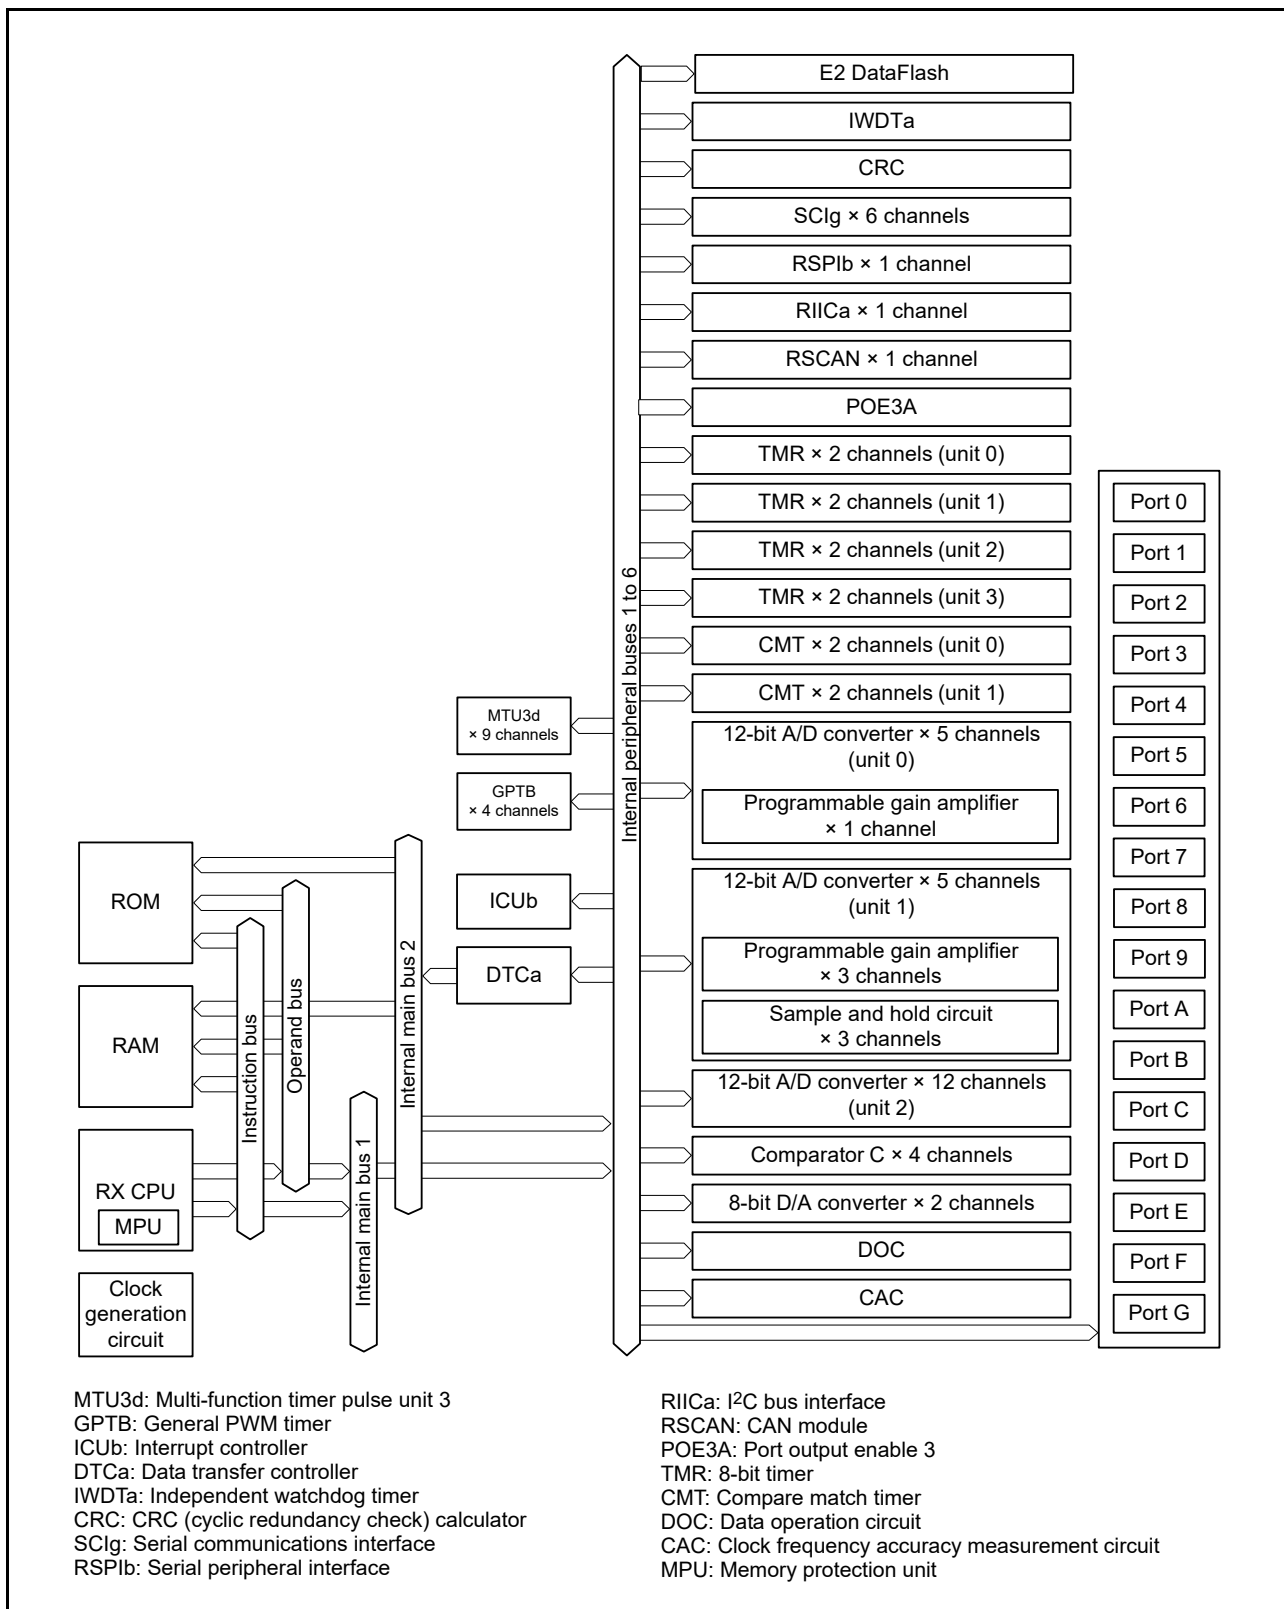 E2 DataFlash
IWDTa
CRC
SCIg × 6 channels
RSPIb × 1 channel
RIICa × 1 channel
RSCAN × 1 channel
POE3A
TMR × 2 channels (unit 0)
TMR × 2 channels (unit 1)
TMR × 2 channels (unit 2)
TMR × 2 channels (unit 3)
CMT × 2 channels (unit 0)
CMT × 2 channels (unit 1)
12-bit A/D converter × 5 channels
(unit 0)
Programmable gain amplifier
× 1 channel
12-bit A/D converter × 5 channels
(unit 1)
Programmable gain amplifier
× 3 channels
Sample and hold circuit
× 3 channels
12-bit A/D converter × 12 channels
(unit 2)
Comparator C × 4 channels
8-bit D/A converter × 2 channels
DOC
CAC
Port 0
Port 1
Port 2
Port 3
Port 4
Port 5
Port 6
Port 7
Port 8
Port 9
Port A
Port B
Port C
Port D
Port E
Port F
Port G
Internal peripheral buses 1 to 6
MTU3d
× 9 channels
GPTB
× 4 channels
ICUb
DTCa
Internal main bus 2
Internal main bus 1
Operand bus
Instruction bus
ROM
RAM
RX CPU
MPU
Clock
generation
circuit
MTU3d: Multi-function timer pulse unit 3
GPTB: General PWM timer
ICUb: Interrupt controller
DTCa: Data transfer controller
IWDTa: Independent watchdog timer
CRC: CRC (cyclic redundancy check) calculator
SCIg: Serial communications interface
RSPIb: Serial peripheral interface
RIICa: I2C bus interface
RSCAN: CAN module
POE3A: Port output enable 3
TMR: 8-bit timer
CMT: Compare match timer
DOC: Data operation circuit
CAC: Clock frequency accuracy measurement circuit
MPU: Memory protection unit